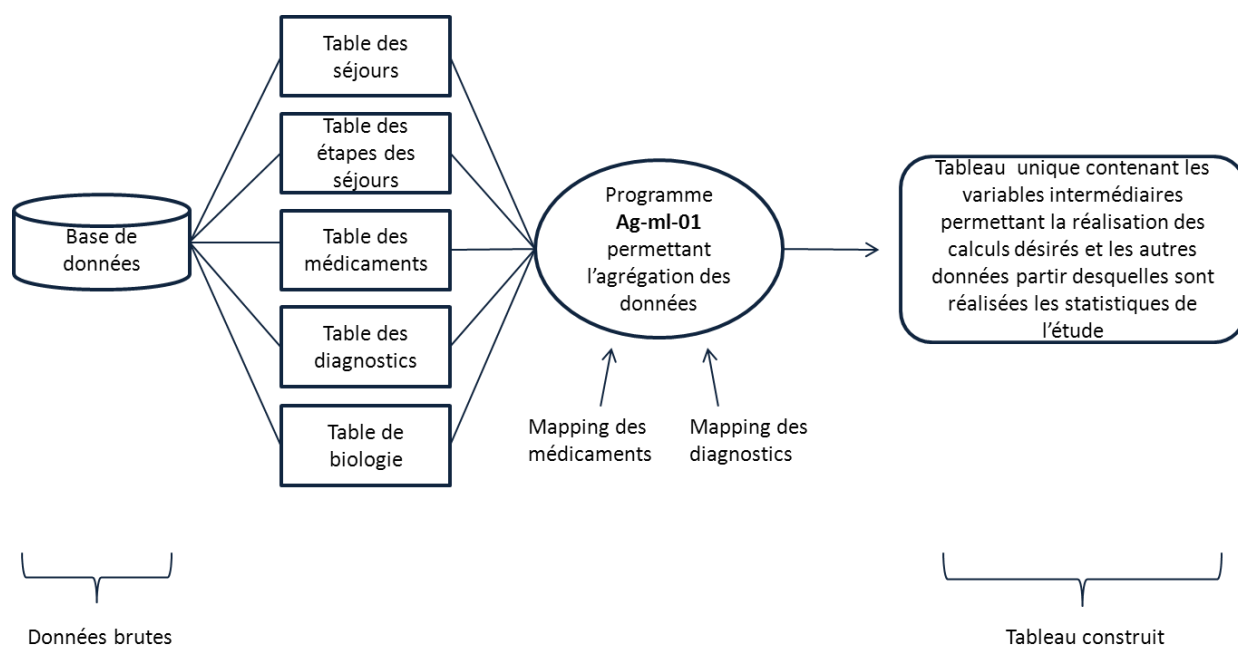 Table des
séjours
Table des
étapes des
séjours
Table des
médicaments
Table des
diagnostics
Table de
biologie
Base de
données
Programme
Ag-ml-01
permettant
l’agrégation des
données
Mapping des
médicaments
Mapping des
diagnostics
Tableau unique contenant les
variables intermédiaires
permettant la réalisation des
calculs désirés et les autres
données partir desquelles sont
réalisées les statistiques de
l’étude
Données brutes
Tableau construit